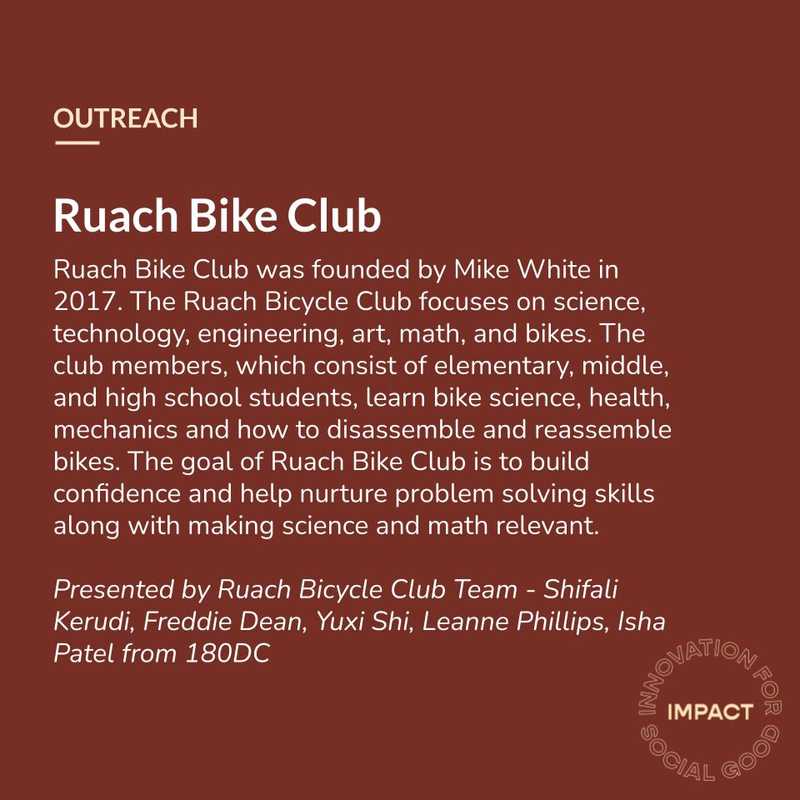 OUTREACH
Ruach Bike Club
Ruach Bike Club was founded by Mike White in
2017. The Ruach Bicycle Club focuses on science,
technology, engineering, art, math, and bikes. The
club members, which consist of elementary, middle,
and high school students, learn bike science, health,
mechanics and how to disassemble and reassemble
bikes. The goal of Ruach Bike Club is to build
confidence and help nurture problem solving skills
along with making science and math relevant.
Presented by Ruach Bicycle Club Team - Shifali
Kerudi, Freddie Dean, Yuxi Shi, Leanne Phillips, Isha
Patel from 180DC
INNOVATION FOR
IMPACT
SOCIAL GOOD